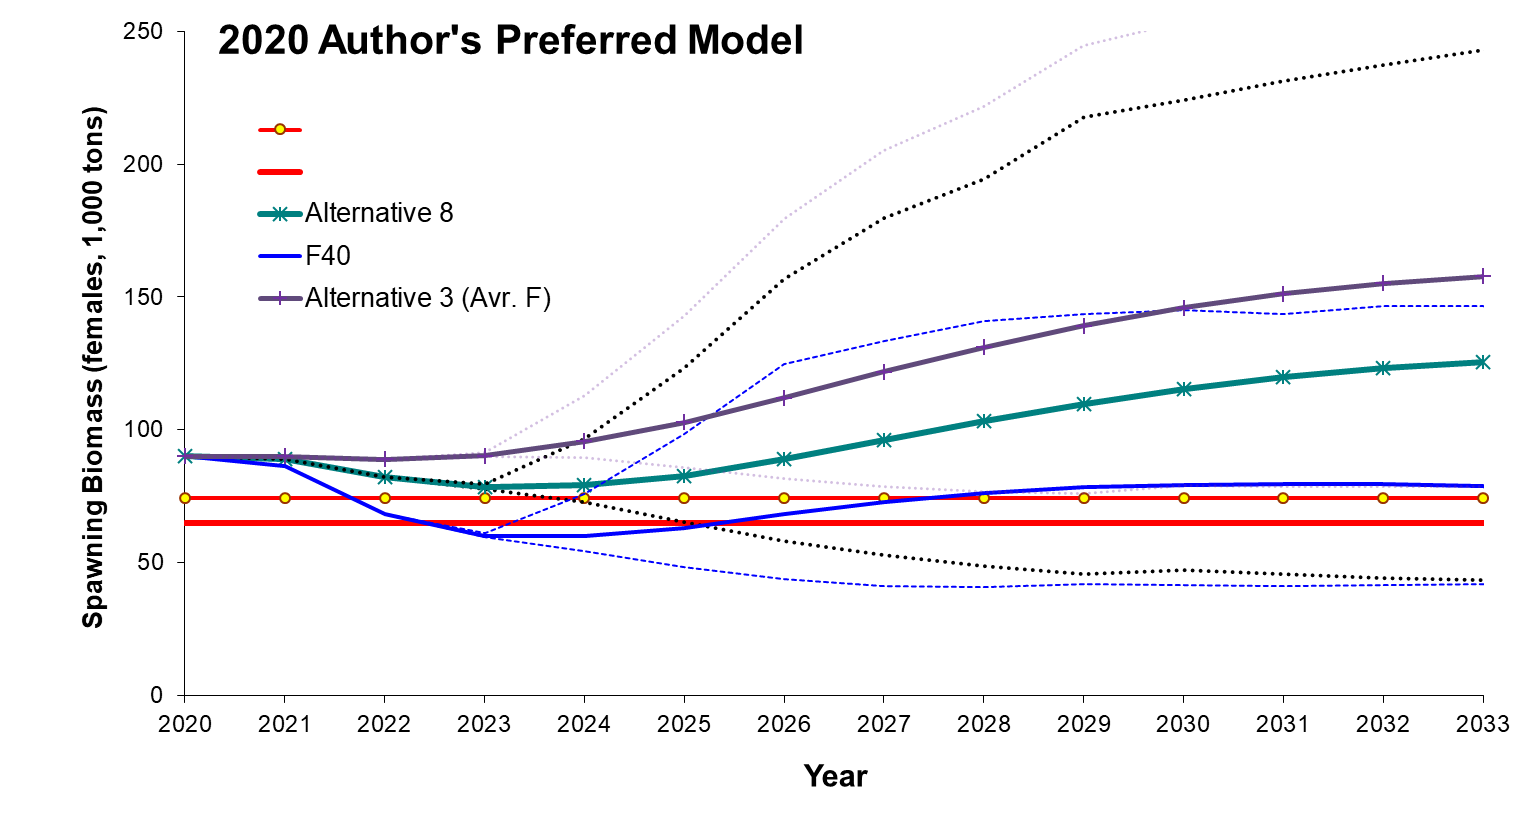 2020 Author's Preferred Model
250
200
150
100
50
0
Spawning Biomass (females, 1,000 tons)
Alternative 8
F40
Alternative 3 (Avr. F)
2020 2021 2022 2023 2024 2025 2026 2027 2028 2029 2030 2031 2032 2033
Year